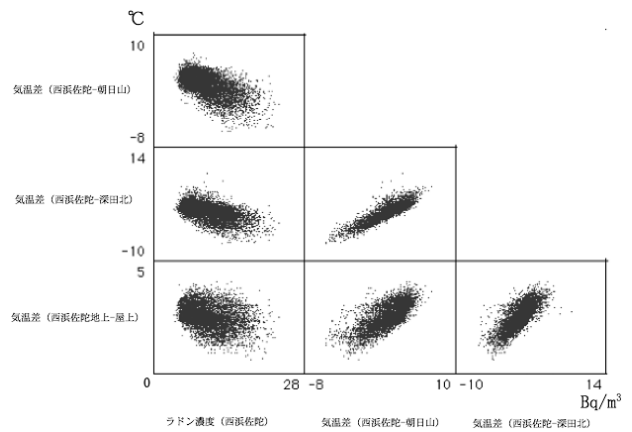 ℃
10
気温差（西浜佐陀-朝日山）
-8
14
気温差（西浜佐陀-深田北）
-10
5
気温差（西浜佐陀地上-屋上）
0 28 -8 10 -10 14
Bq/m³
ラドン濃度（西浜佐陀） 気温差（西浜佐陀-朝日山） 気温差（西浜佐陀-深田北）